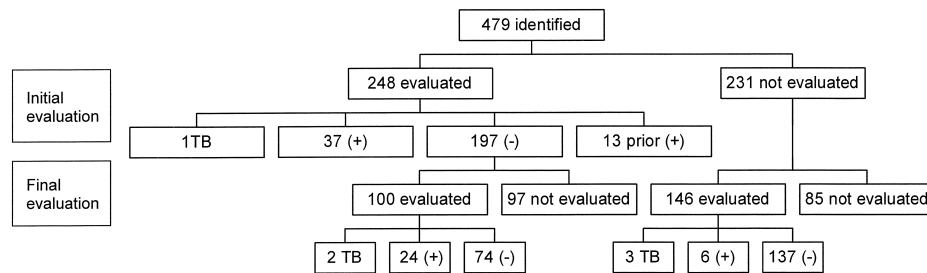 479 identified
248 evaluated
231 not evaluated
Initial
evaluation
1TB
37 (+)
197 (-)
13 prior (+)
Final
evaluation
100 evaluated
97 not evaluated
146 evaluated
85 not evaluated
2 TB
24 (+)
74 (-)
3 TB
6 (+)
137 (-)